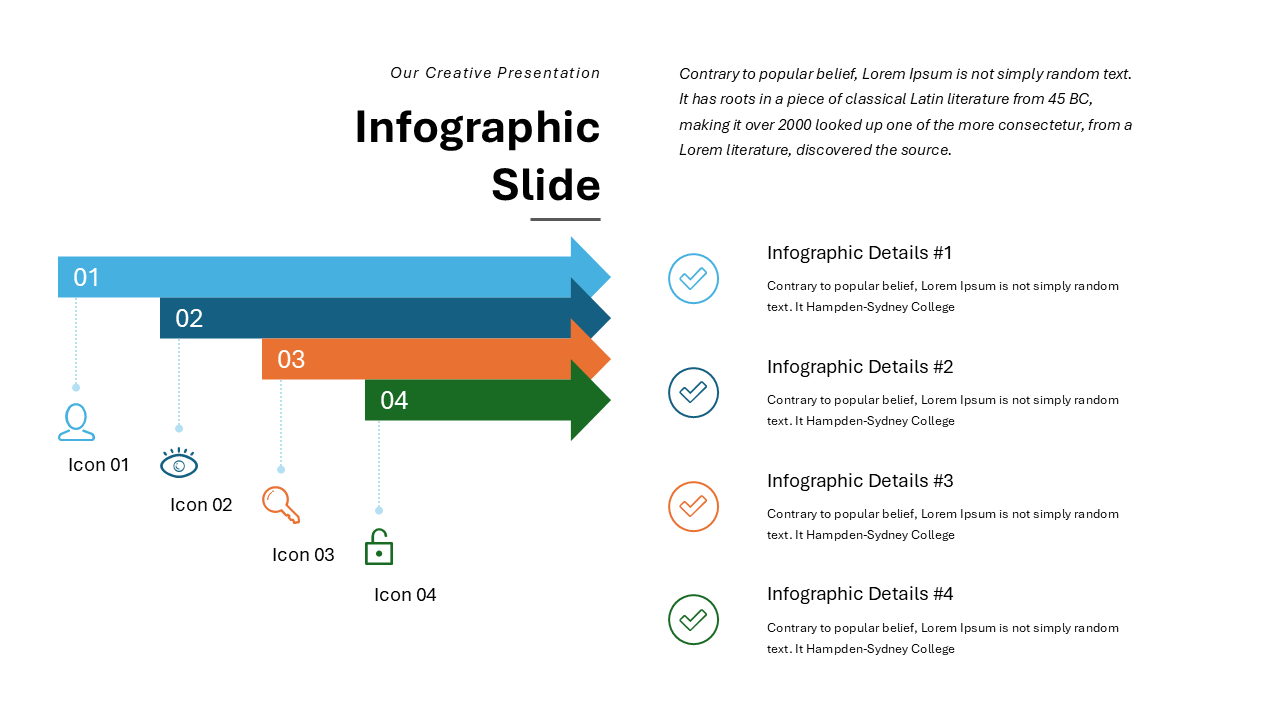 Our Creative Presentation
Infographic
Slide
Contrary to popular belief, Lorem Ipsum is not simply random text.
It has roots in a piece of classical Latin literature from 45 BC,
making it over 2000 looked up one of the more consectetur, from a
Lorem literature, discovered the source.
01
02
03
04
Icon 01
Icon 02
Icon 03
Icon 04
Infographic Details #1
Contrary to popular belief, Lorem Ipsum is not simply random
text. It Hampden-Sydney College
Infographic Details #2
Contrary to popular belief, Lorem Ipsum is not simply random
text. It Hampden-Sydney College
Infographic Details #3
Contrary to popular belief, Lorem Ipsum is not simply random
text. It Hampden-Sydney College
Infographic Details #4
Contrary to popular belief, Lorem Ipsum is not simply random
text. It Hampden-Sydney College